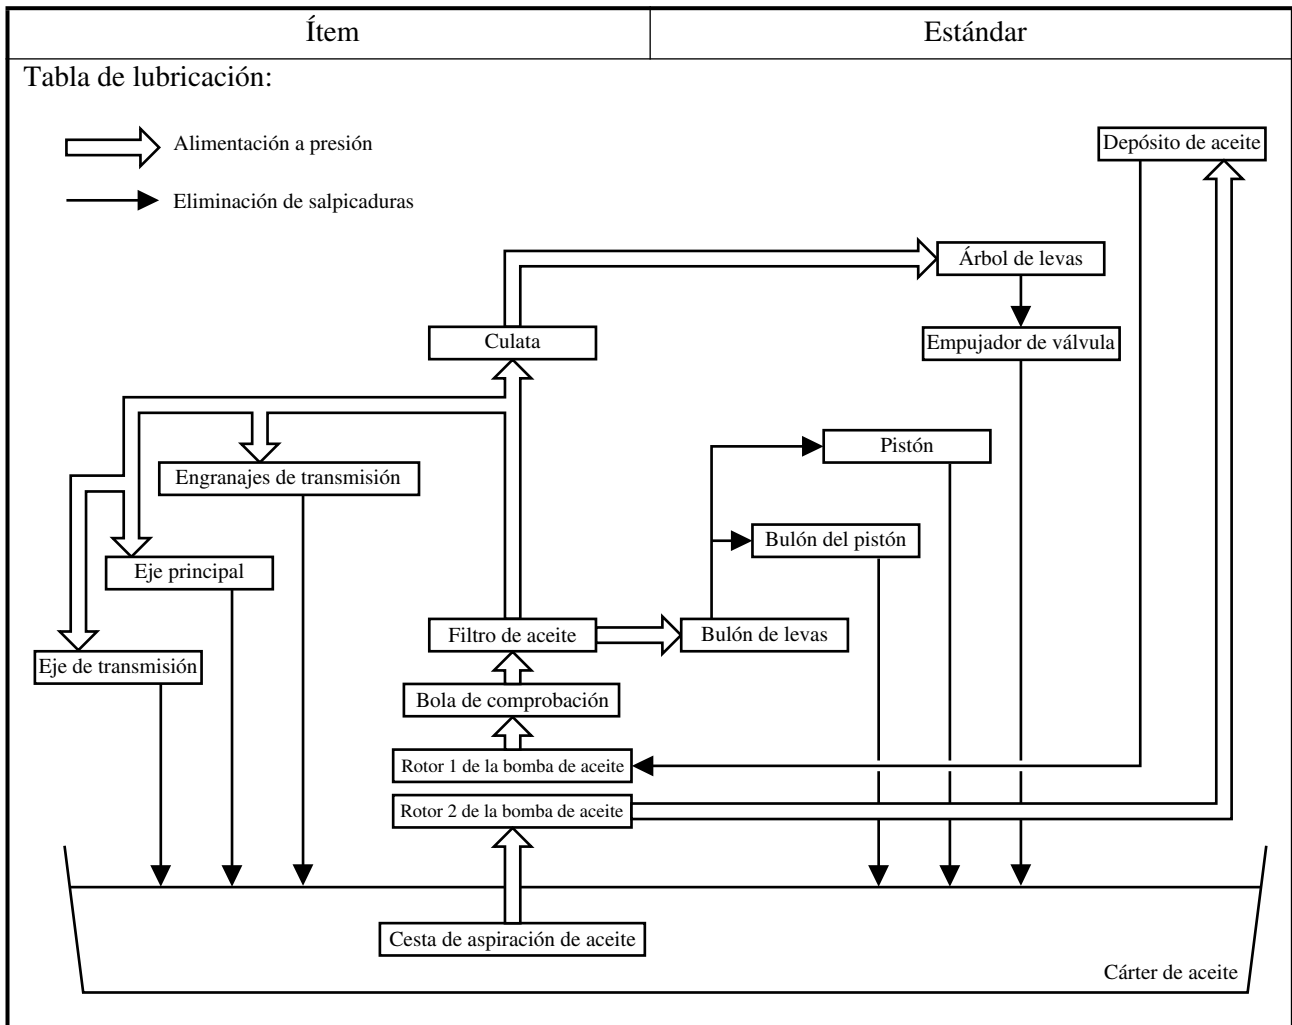 Ítem
Estándar
Tabla de lubricación:
Alimentación a presión
Depósito de aceite
Eliminación de salpicaduras
Árbol de levas
Culata
Empujador de válvula
Pistón
Engranajes de transmisión
Bulón del pistón
Eje principal
Filtro de aceite
Bulón de levas
Eje de transmisión
Bola de comprobación
Rotor 1 de la bomba de aceite
Rotor 2 de la bomba de aceite
Cesta de aspiración de aceite
Cárter de aceite